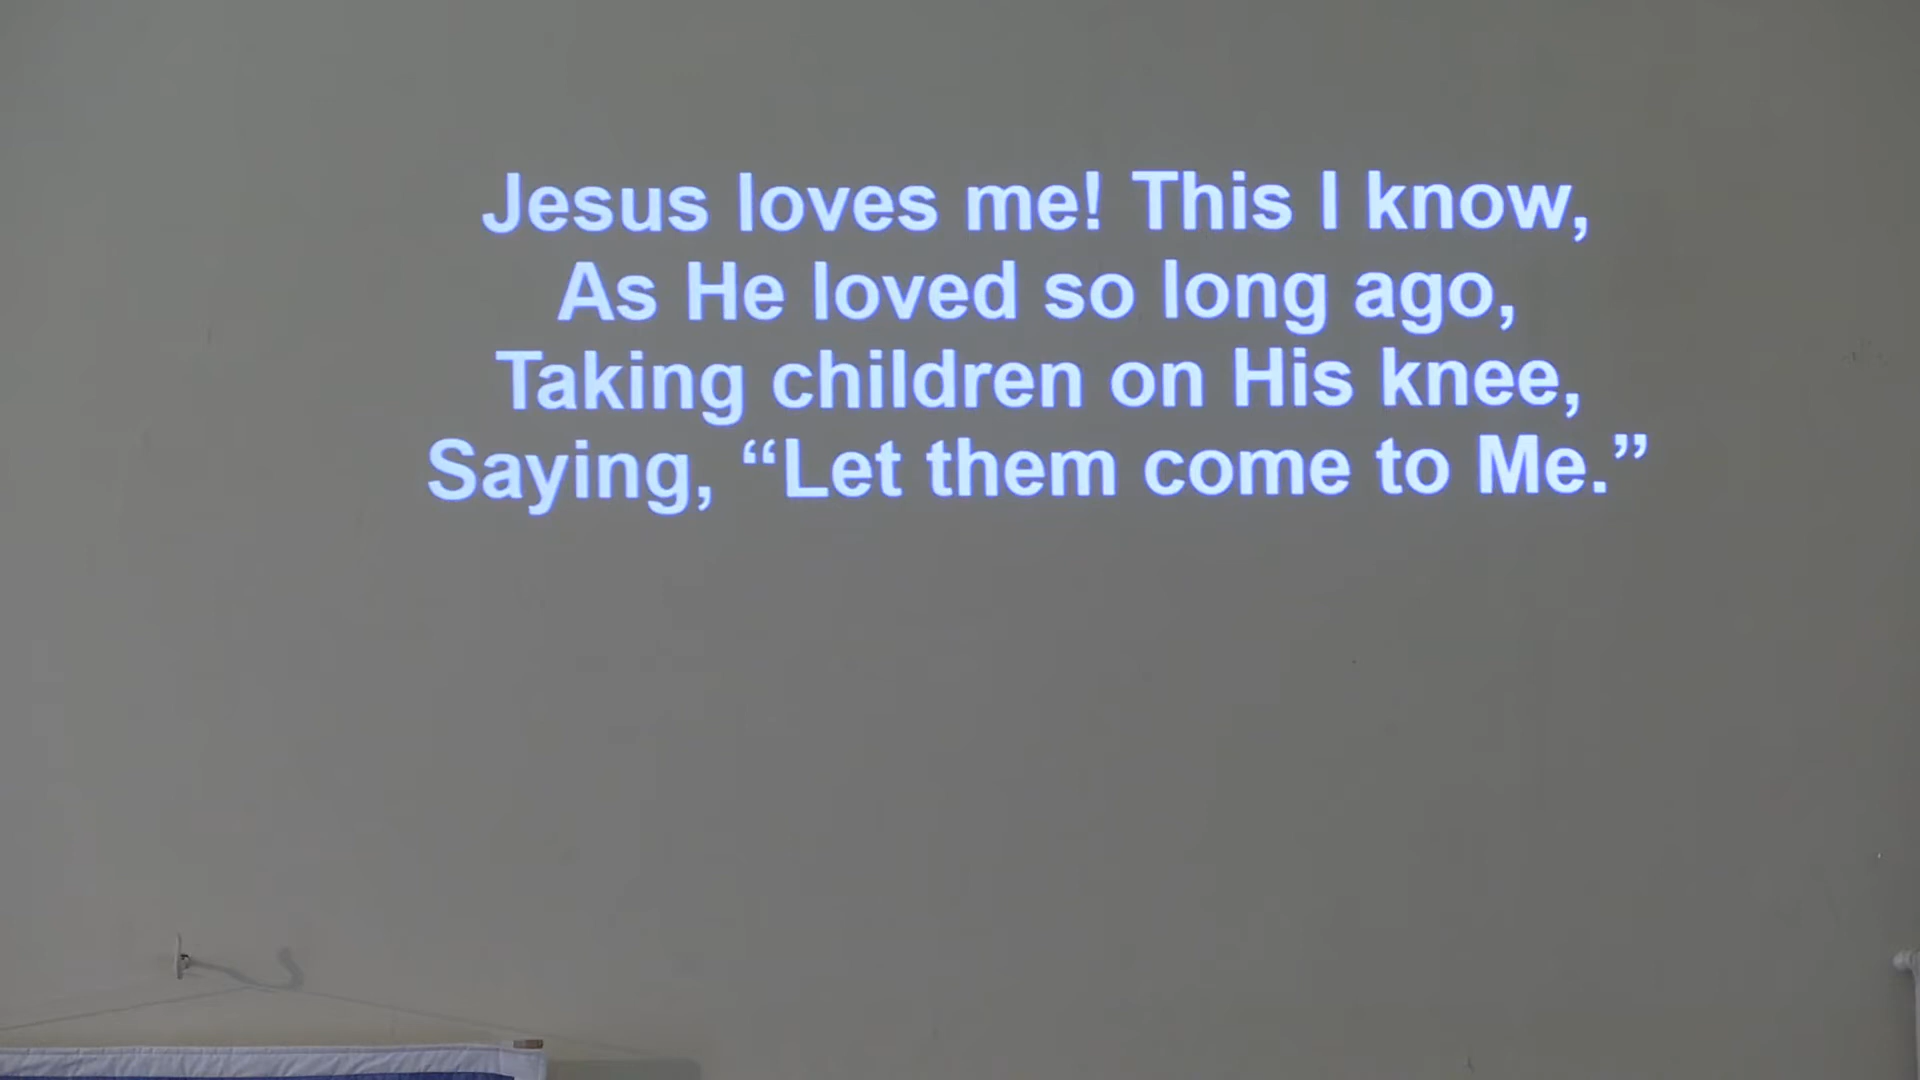 Jesus loves me! This I know,
As He loved so long ago,
Taking children on His knee,
Saying, “Let them come to Me.”